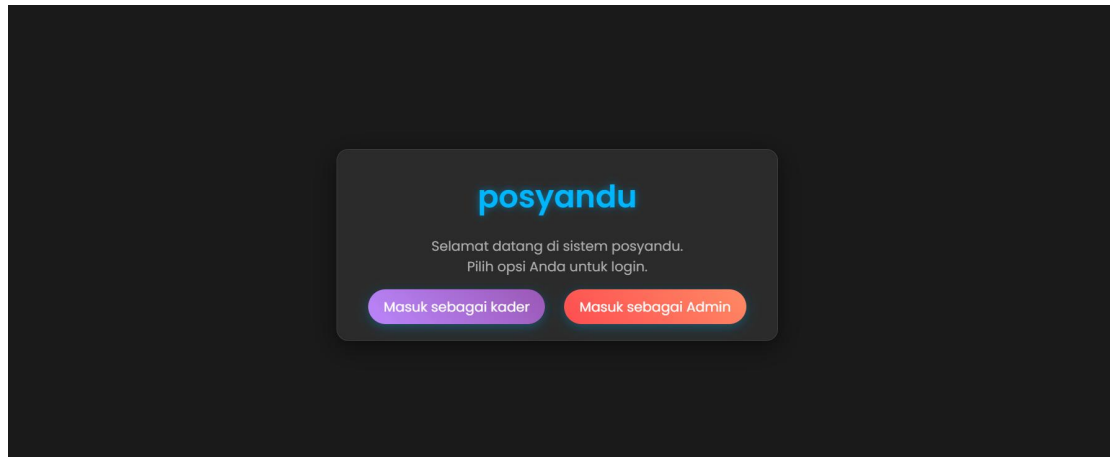 posyandu
Selamat datang di sistem posyandu.
Pilih opsi Anda untuk login.
Masuk sebagai kader
Masuk sebagai Admin